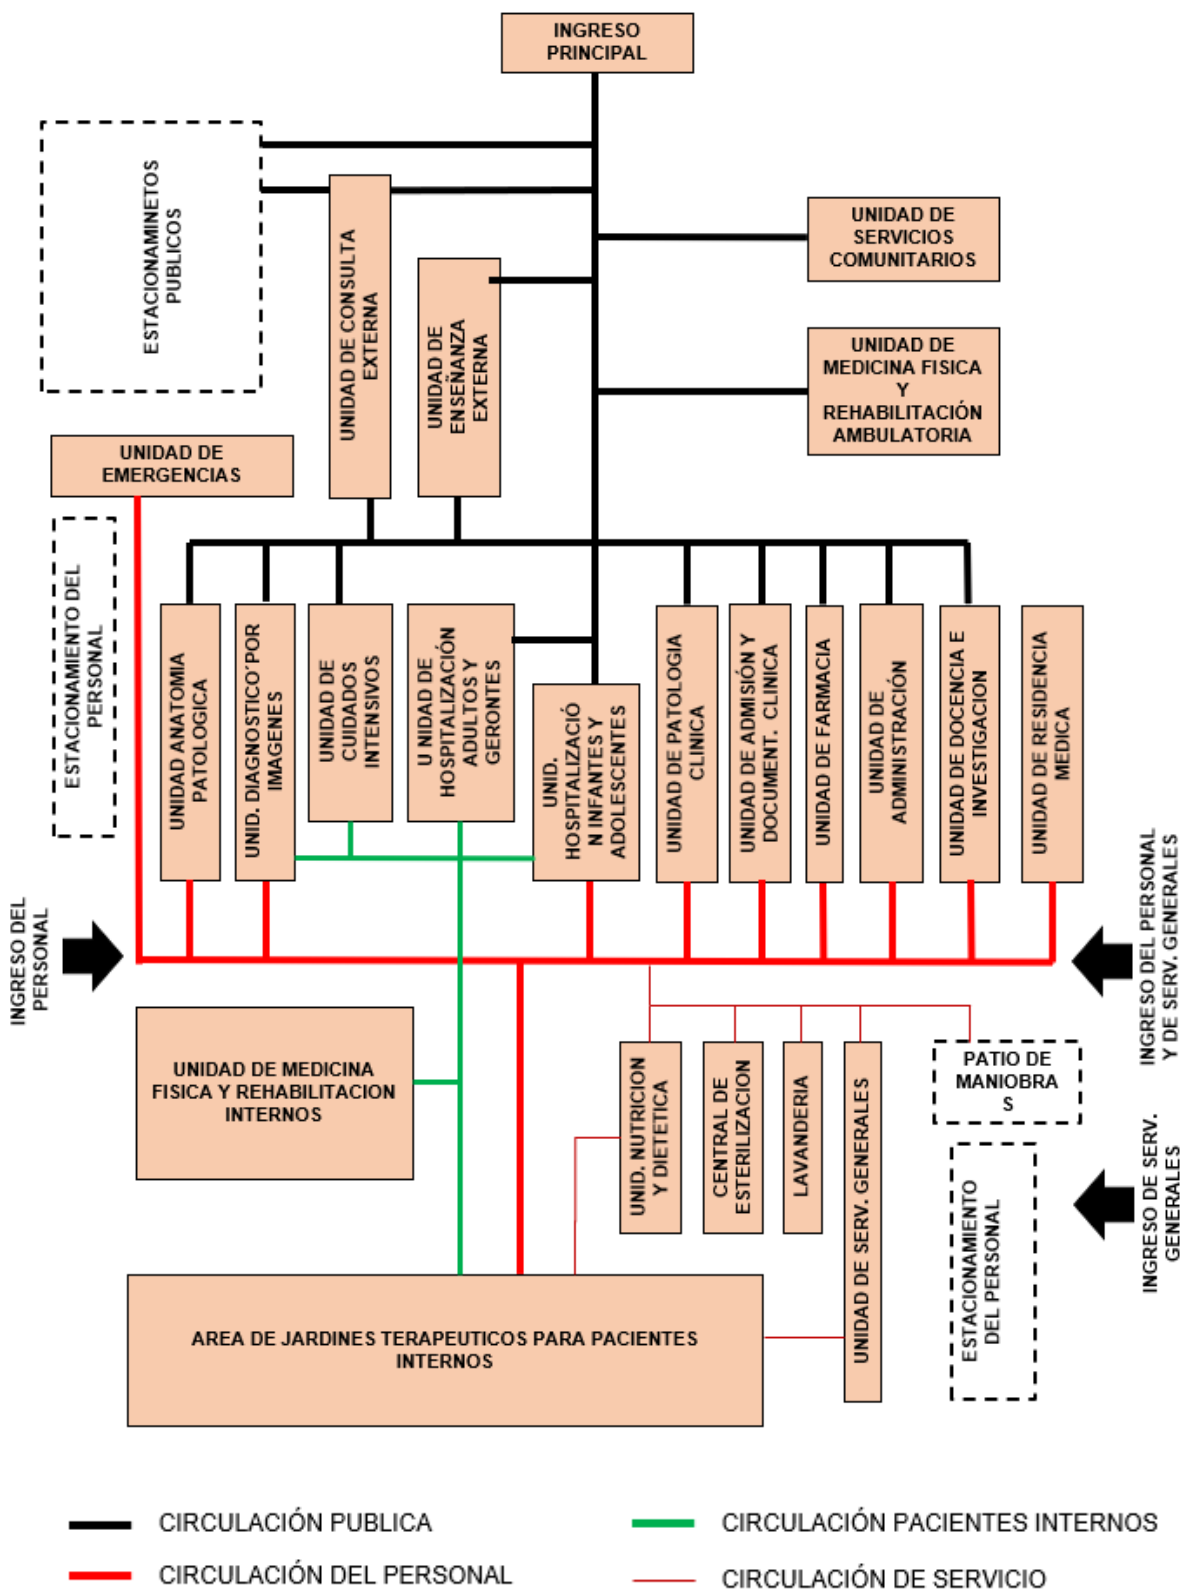 INGRESO
PRINCIPAL
ESTACIONAMINETOS
PUBLICOS
UNIDAD DE CONSULTA
EXTERNA
UNIDAD DE
ENSEÑANZA
EXTERNA
UNIDAD DE
SERVICIOS
COMUNITARIOS
UNIDAD DE
MEDICINA FISICA
Y
REHABILITACIÓN
AMBULATORIA
UNIDAD DE
EMERGENCIAS
ESTACIONAMIENTO DEL
PERSONAL
UNIDAD ANATOMIA
PATOLOGICA
UNID. DIAGNOSTICO´POR
IMAGENES
UNIDAD DE
CUIDADOS
INTENSIVOS
U NIDAD DE
HOSPITALIZACIÓN
ADULTOS Y
GERONTES
UNID.
HOSPITALIZACIÓ
N INFANTES Y
ADOLESCENTES
UNIDAD DE PATOLOGIA
CLINICA
UNIDAD DE ADMISIÓN Y
DOCUMENT. CLINICA
UNIDAD DE FARMACIA
UNIDAD DE
ADMINISTRACIÓN
UNIDAD DE DOCENCIA E
INVESTIGACION
UNIDAD DE RESIDENCIA
MEDICA
INGRESO DEL
PERSONAL
INGRESO DEL PERSONAL
Y DE SERV. GENERALES
UNIDAD DE MEDICINA
FISICA Y REHABILITACION
INTERNOS
UNID. NUTRICION
Y DIETETICA
CENTRAL DE
ESTERILIZACION
LAVANDERIA
UNIDAD DE SERV. GENERALES
PATIO DE
MANIOBRA
S
ESTACIONAMIENTO
DEL PERSONAL
INGRESO DE SERV.
GENERALES
AREA DE JARDINES TERAPEUTICOS PARA PACIENTES
INTERNOS
CIRCULACIÓN PUBLICA
CIRCULACIÓN PACIENTES INTERNOS
CIRCULACIÓN DEL PERSONAL
CIRCULACIÓN DE SERVICIO